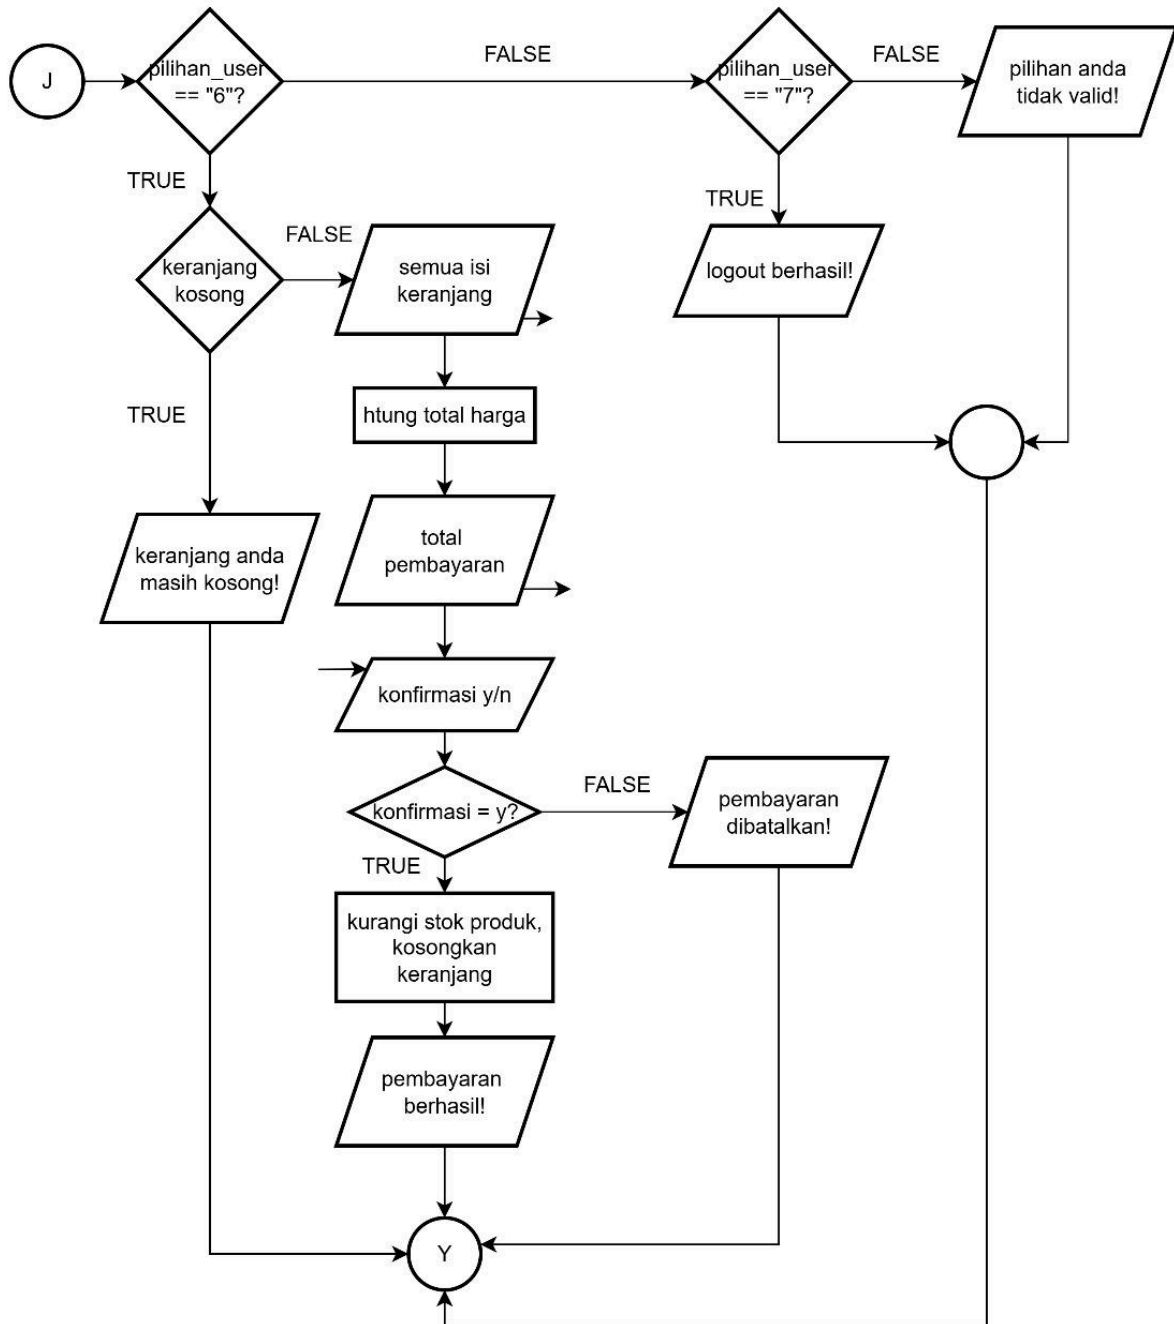 J
pilihan_user
== "6"?
FALSE
pilihan_user
== "7"?
FALSE
pilihan anda
tidak valid!
TRUE
TRUE
keranjang
kosong
FALSE
semua isi
keranjang
logout berhasil!
TRUE
htung total harga
keranjang anda
masih kosong!
total
pembayaran
konfirmasi y/n
konfirmasi = y?
FALSE
pembayaran
dibatalkan!
TRUE
kurangi stok produk,
kosongkan
keranjang
pembayaran
berhasil!
Y